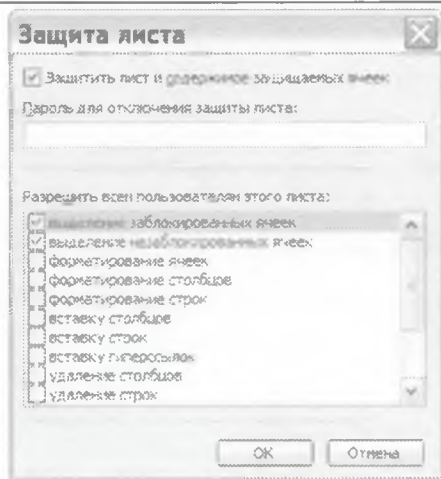 Защита листа
Защитить лист и содержимое защищаемых ячеек
Пароль для отключения защиты листа:
Разрешить всем пользователям этого листа:
выделение заблокированных ячеек
выделение незаблокированных ячеек
форматирование ячеек
форматирование столбцов
форматирование строк
вставку столбцов
вставку строк
вставку гиперссылок
удаление столбцов
удаление строк
ОК
Отмена